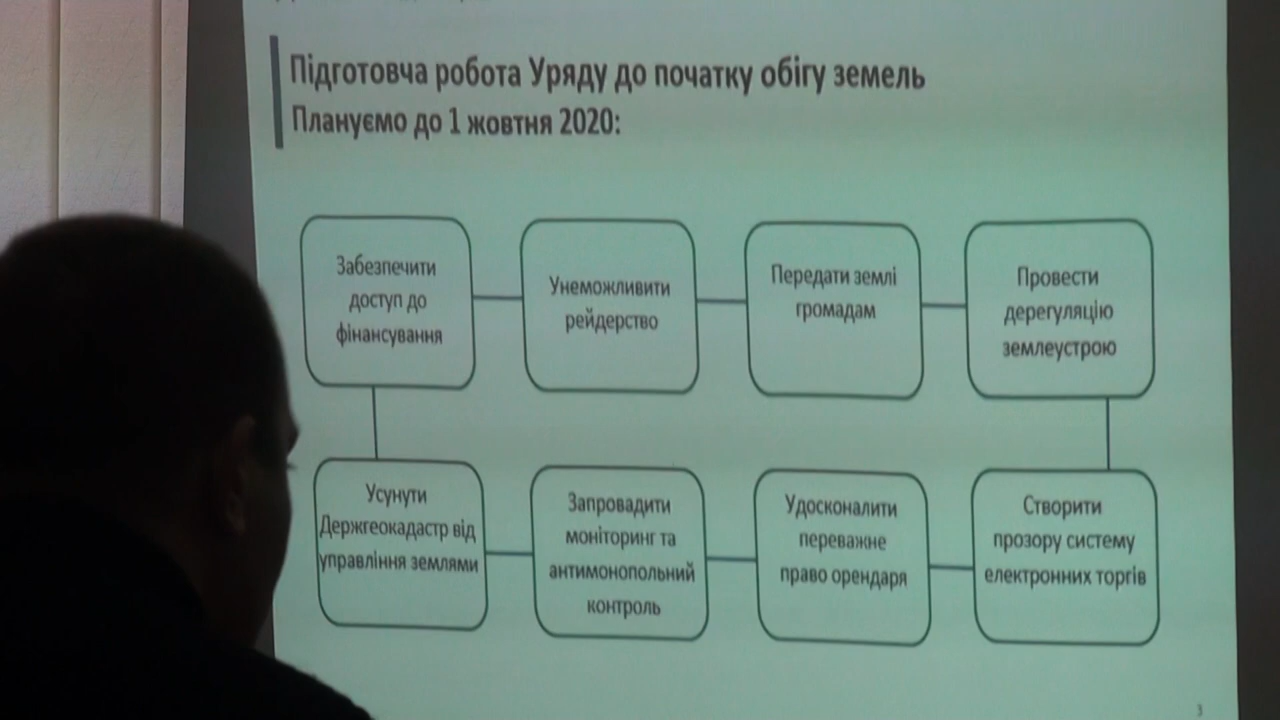 Підготовча робота Уряду до початку обігу земель
Плануємо до 1 жовтня 2020:
Забезпечити
доступ до
фінансування
Унеможливити
рейдерство
Передати землі
громадам
Провести
дерегуляцію
землеустрою
Усунути
Держгеокадастр від
управління землями
Запровадити
моніторинг та
антимонопольний
контроль
Удосконалити
переважне
право орендаря
Створити
прозору систему
електронних торгів
3